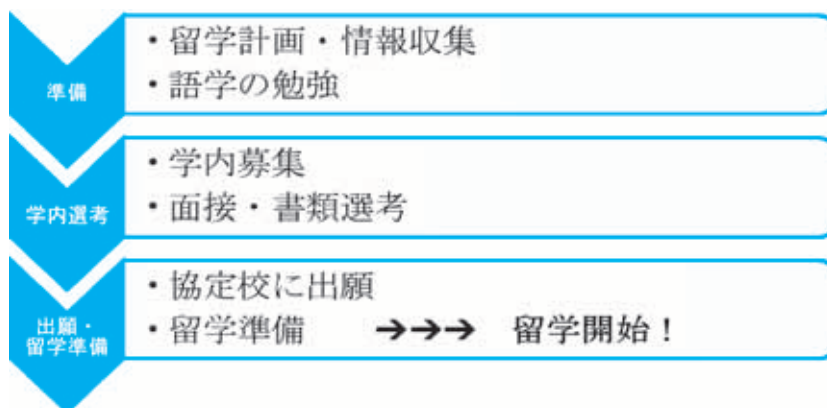 準備
・留学計画・情報収集
・語学の勉強
学内選考
・学内募集
・面接・書類選考
出願・
留学準備
・協定校に出願
・留学準備 →→→ 留学開始！